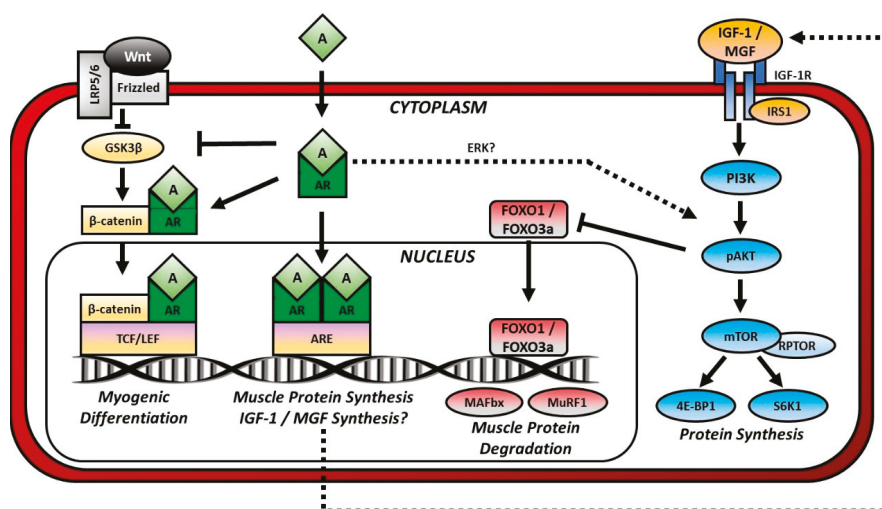 A
IGF-1 /
MGF
Wnt
LRP5/6
Frizzled
IGF-1R
CYTOPLASM
IRS1
GSK3β
A
AR
ERK?
PI3K
A
β-catenin
AR
FOXO1 /
FOXO3a
NUCLEUS
pAKT
A
A
A
β-catenin
AR
AR
AR
TCF/LEF
ARE
FOXO1 /
FOXO3a
mTOR
RPTOR
Myogenic
Differentiation
Muscle Protein Synthesis
IGF-1 / MGF Synthesis?
MAFbx
MuRF1
Muscle Protein
Degradation
4E-BP1
S6K1
Protein Synthesis